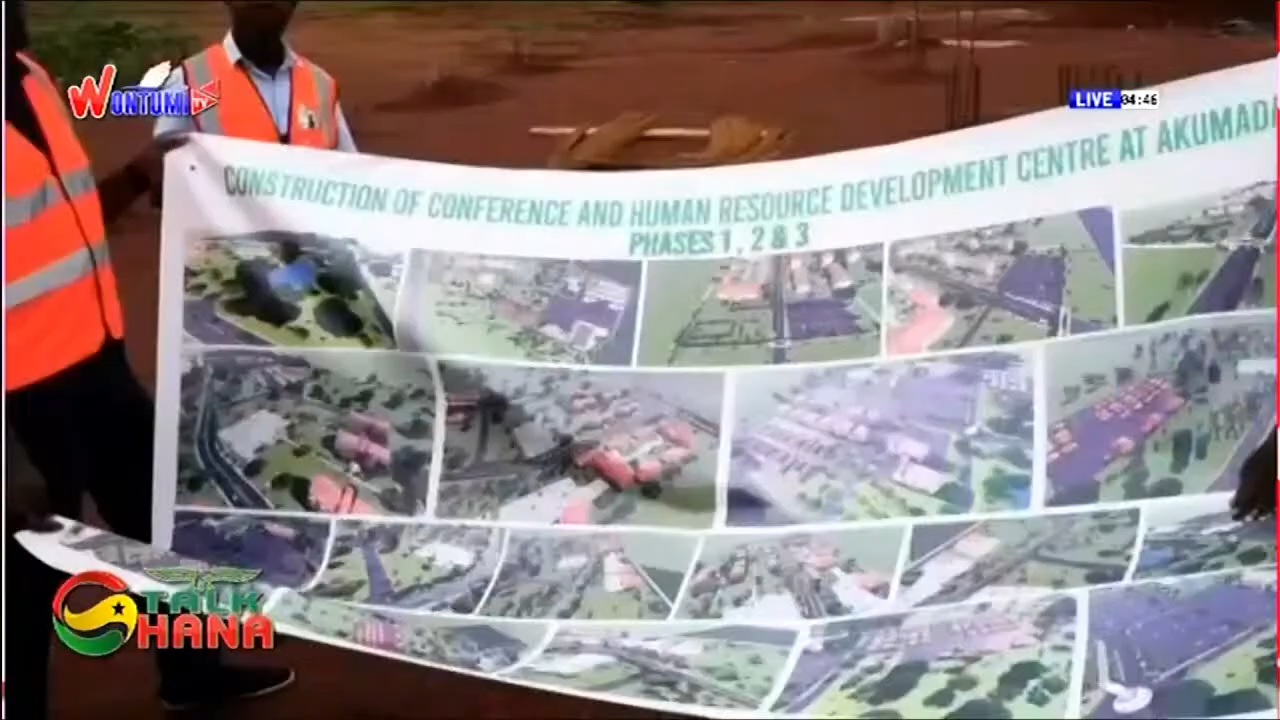 WONTUMI TV
LIVE 04:46
CONSTRUCTION OF CONFERENCE AND HUMAN RESOURCE DEVELOPMENT CENTRE AT AKUMADA
PHASES 1, 2 & 3
TALK
GHANA